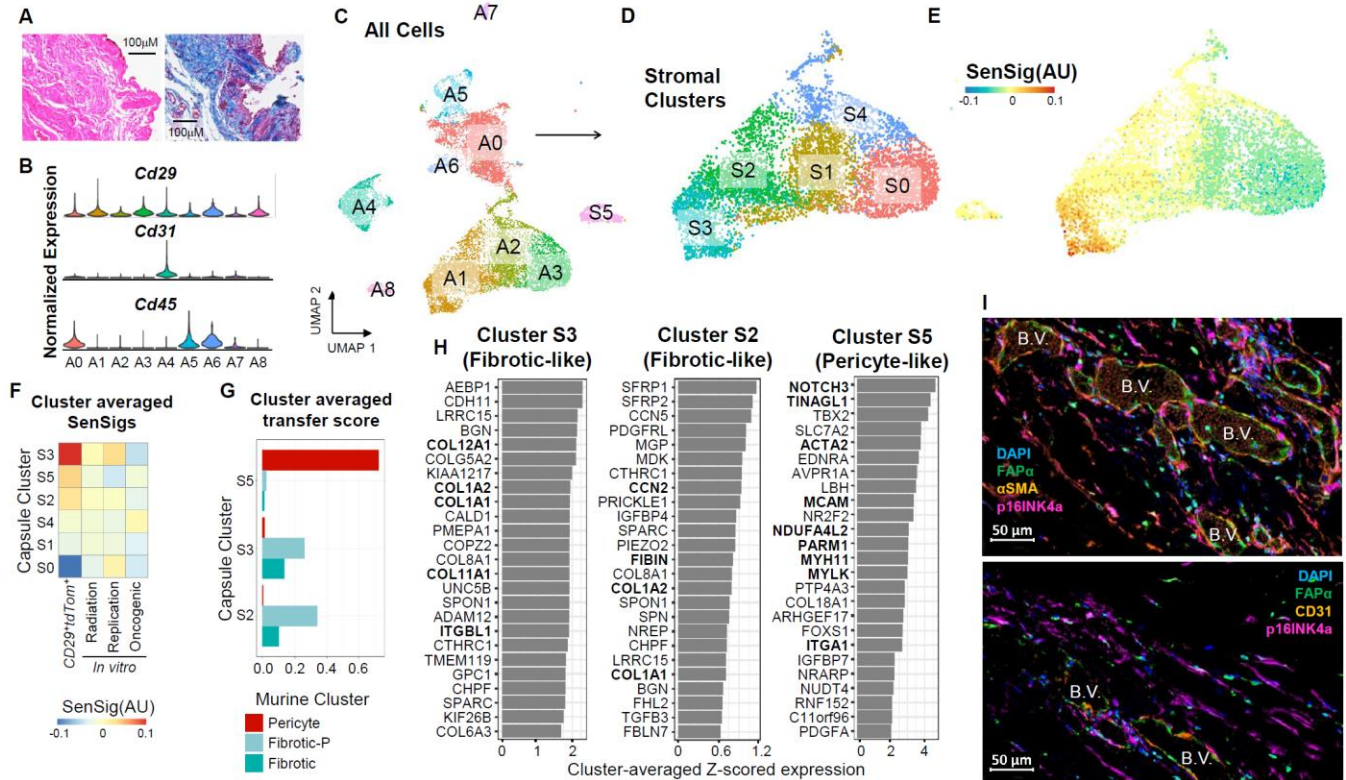 A
100µM
100µM
B
Cd29
Cd31
Cd45
Normalized Expression
A0 A1 A2 A3 A4 A5 A6 A7 A8
C
All Cells
A7
A5
A0
A6
A4
S5
A2
A1
A3
A8
UMAP 2
UMAP 1
D
Stromal
Clusters
S4
S2
S1
S0
S3
E
SenSig(AU)
-0.1 0 0.1
F
Cluster averaged
SenSigs
Capsule Cluster
S3
S5
S2
S4
S1
S0
CD29+tdTom+
Radiation
Replication
Oncogenic
In vitro
SenSig(AU)
-0.1 0 0.1
G
Cluster averaged
transfer score
Capsule Cluster
S5
S3
S2
0.0 0.2 0.4 0.6
Murine Cluster
Pericyte
Fibrotic-P
Fibrotic
H
Cluster S3
(Fibrotic-like)
AEBP1
CDH11
LRRC15
BGN
COL12A1
COLG5A2
KIAA1217
COL1A2
COL1A1
CALD1
PMEPA1
COPZ2
COL8A1
COL11A1
UNC5B
SPON1
ADAM12
ITGBL1
CTHRC1
TMEM119
GPC1
CHPF
SPARC
KIF26B
COL6A3
0 1 2
Cluster S2
(Fibrotic-like)
SFRP1
SFRP2
CCN5
PDGFRL
MGP
MDK
CTHRC1
CCN2
PRICKLE1
IGFBP4
SPARC
PIEZO2
FIBIN
COL8A1
COL1A2
SPON1
SPN
NREP
CHPF
LRRC15
COL1A1
BGN
FHL2
TGFB3
FBLN7
0 0.6 1.2
Cluster S5
(Pericyte-like)
NOTCH3
TINAGL1
TBX2
SLC7A2
ACTA2
EDNRA
AVPR1A
LBH
MCAM
NR2F2
NDUFA4L2
PARM1
MYH11
MYLK
PTP4A3
COL18A1
ARHGEF17
FOXS1
ITGA1
IGFBP7
NRARP
NUDT4
RNF152
C11orf96
PDGFA
0 2 4
Cluster-averaged Z-scored expression
I
B.V.
B.V.
B.V.
B.V.
DAPI
FAPα
αSMA
p16INK4a
50 µm
DAPI
FAPα
CD31
p16INK4a
B.V.
B.V.
50 µm